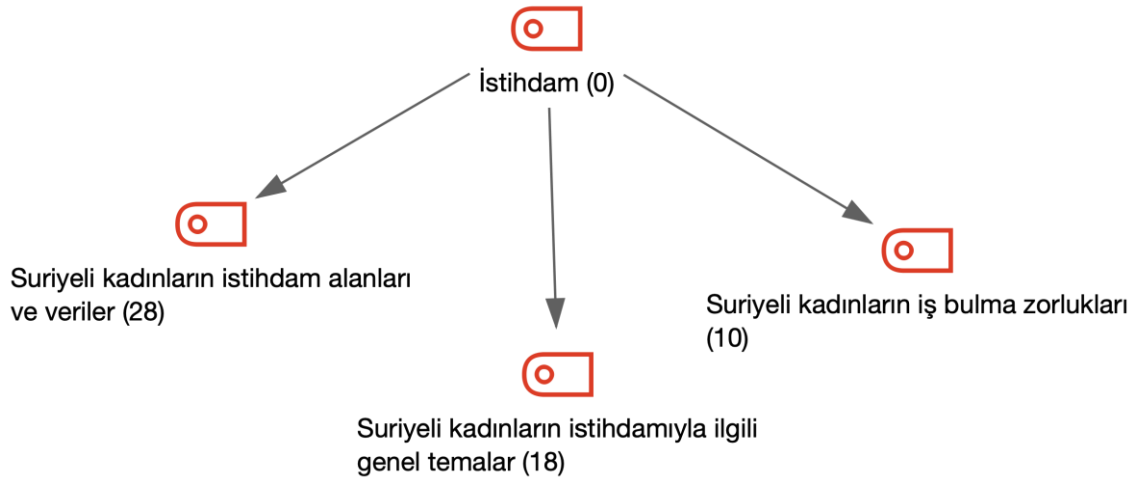 İstihdam (0)
Suriyeli kadınların istihdam alanları
ve veriler (28)
Suriyeli kadınların iş bulma zorlukları
(10)
Suriyeli kadınların istihdamıyla ilgili
genel temalar (18)